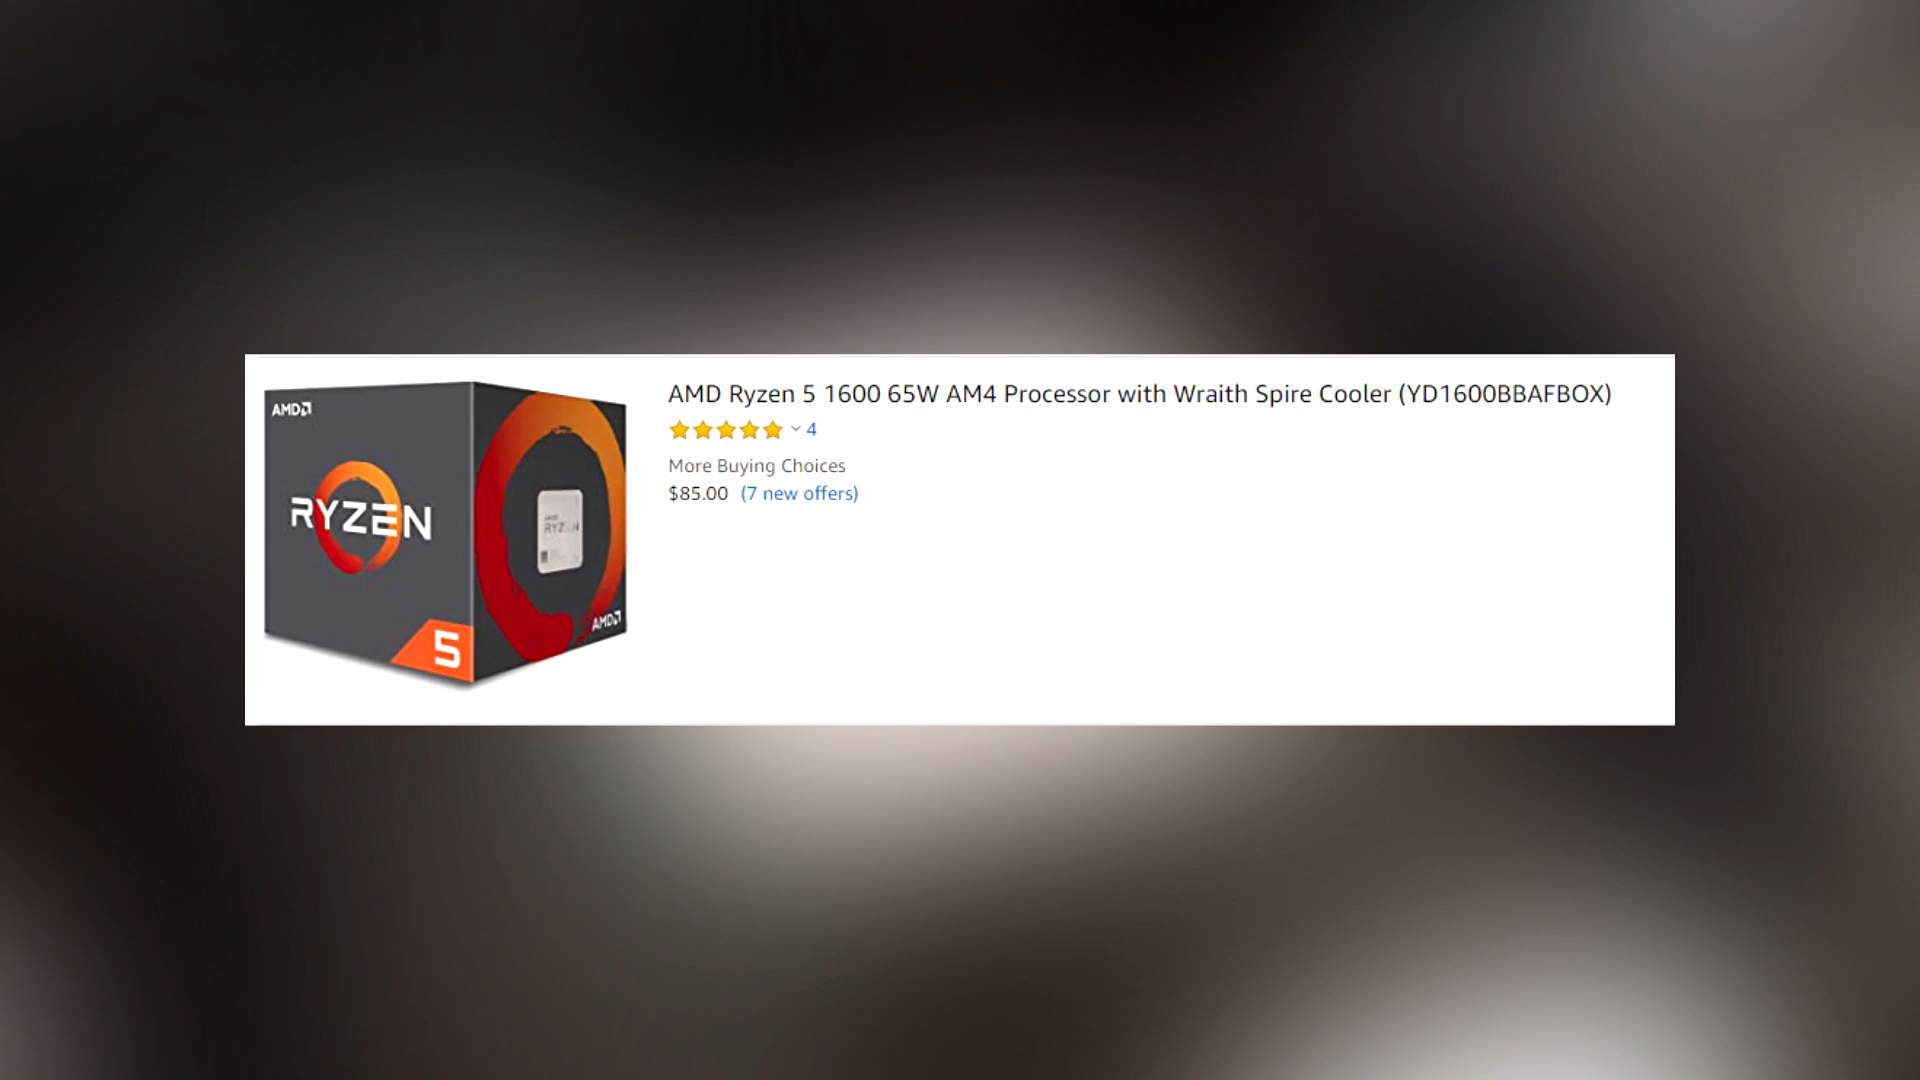 AMD Ryzen 5 1600 65W AM4 Processor with Wraith Spire Cooler (YD1600BBAFBOX)
4
More Buying Choices
$85.00 (7 new offers)
AMD
RYZEN
5
RYZEN
AMD